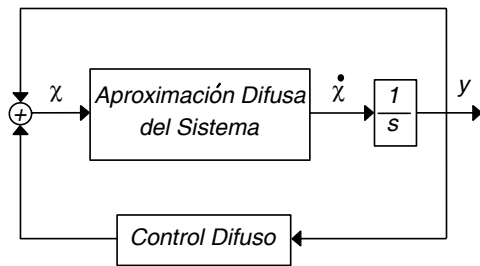 +
χ
Aproximación Difusa
del Sistema
χ̇
1
s
y
Control Difuso